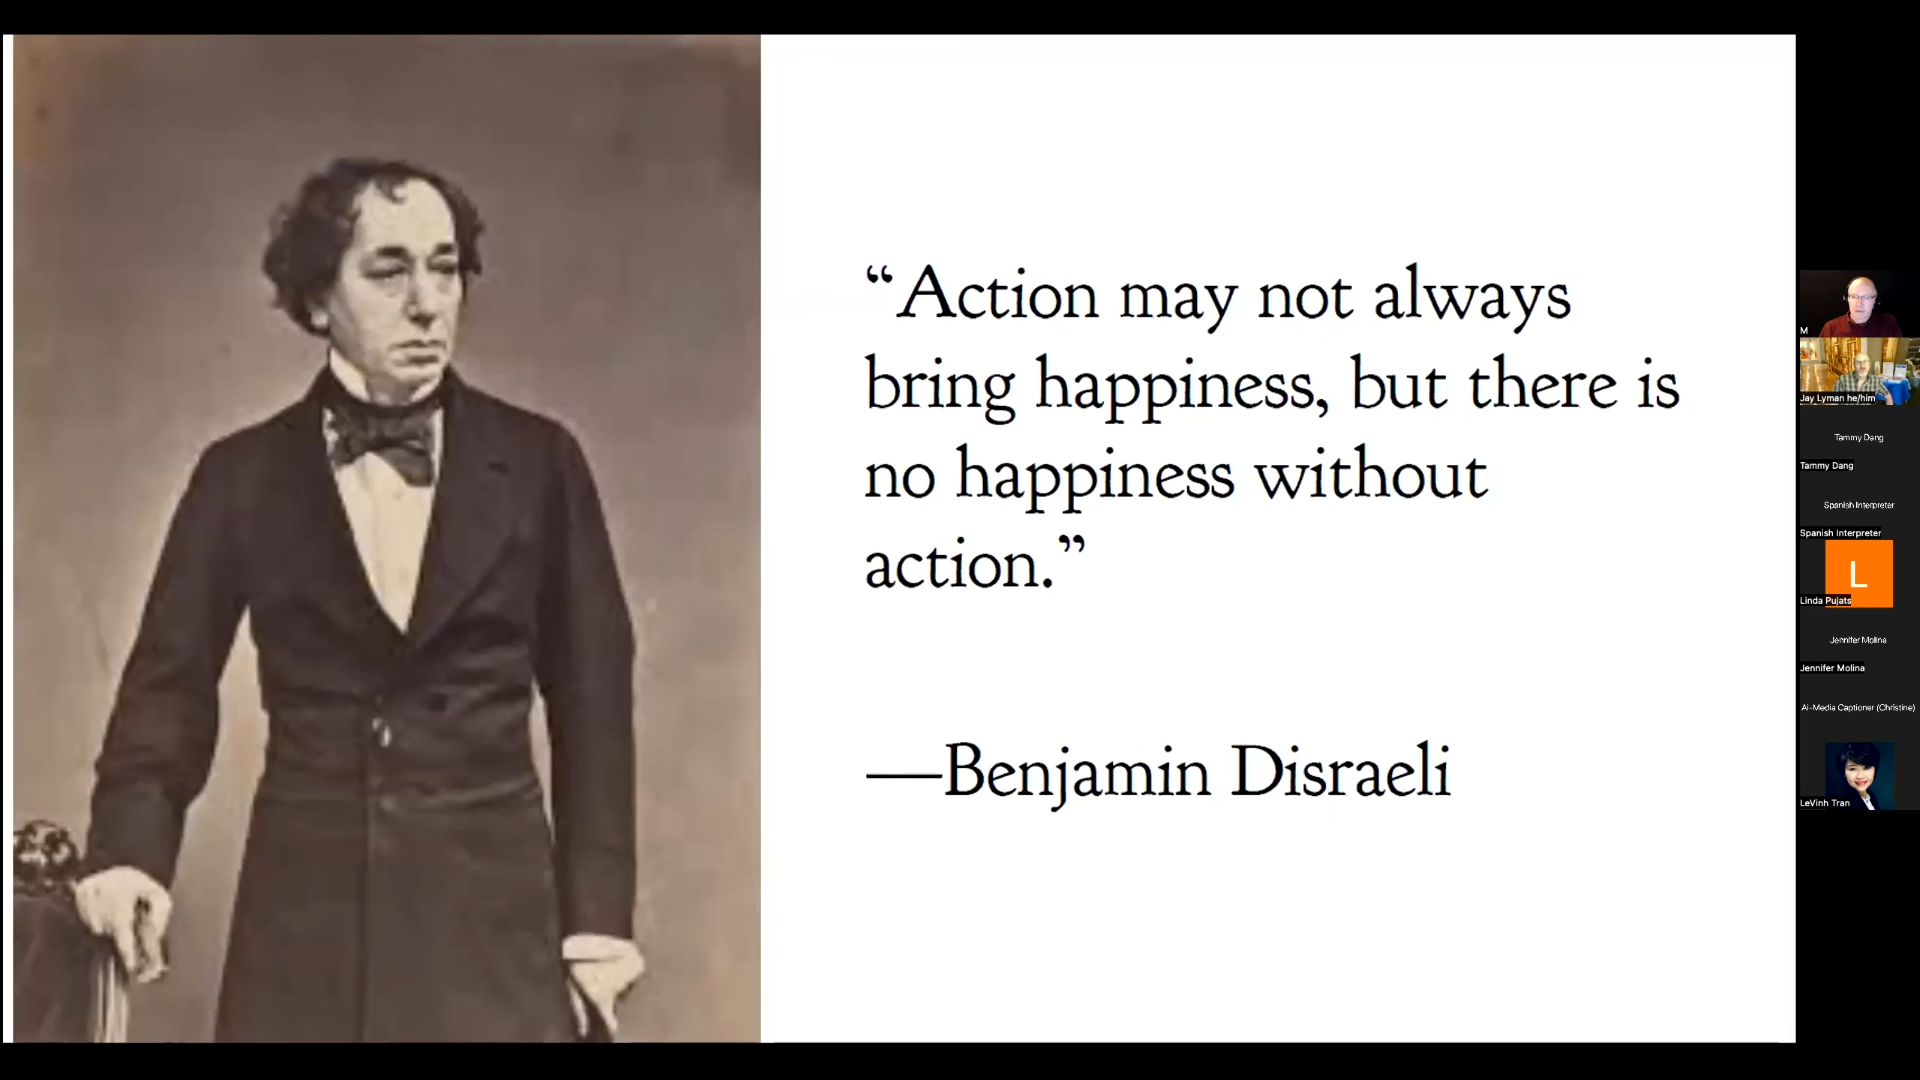 “Action may not always
bring happiness, but there is
no happiness without
action.”
—Benjamin Disraeli
M
Jay Lyman he/him
Tammy Dang
Tammy Dang
Spanish Interpreter
Spanish Interpreter
L
Linda Pujats
Jennifer Molina
Jennifer Molina
Ai-Media Captioner (Christine)
LeVinh Tran